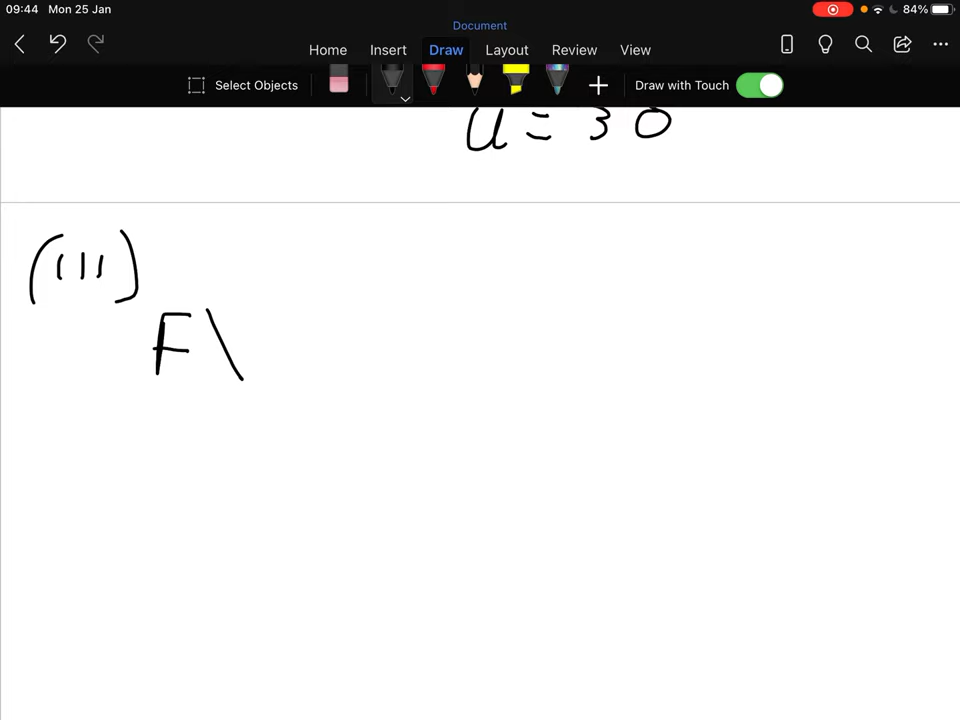 09:44 Mon 25 Jan 84%
Document
Home Insert Draw Layout Review View
Select Objects Draw with Touch
u = 30
(III)
F\